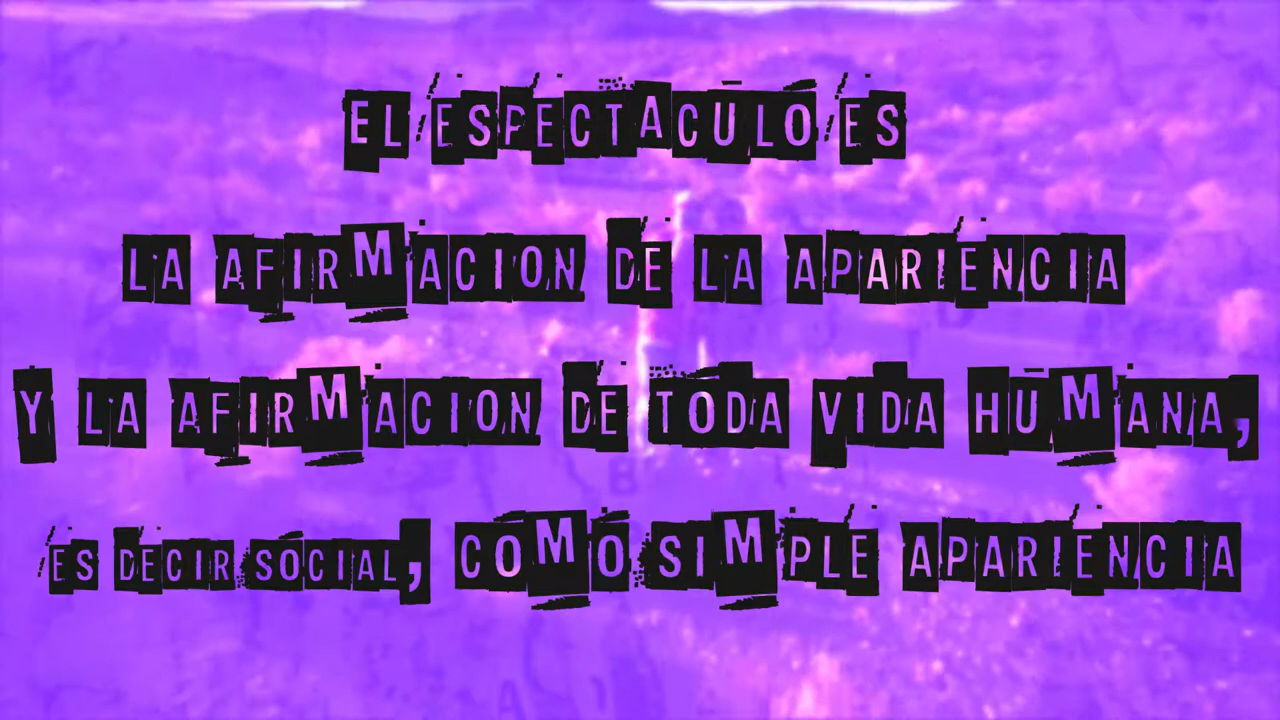 EL ESPECTACULO ES
LA AFIRMACION DE LA APARIENCIA
Y LA AFIRMACION DE TODA VIDA HUMANA,
ES DECIR SOCIAL, COMO SIMPLE APARIENCIA